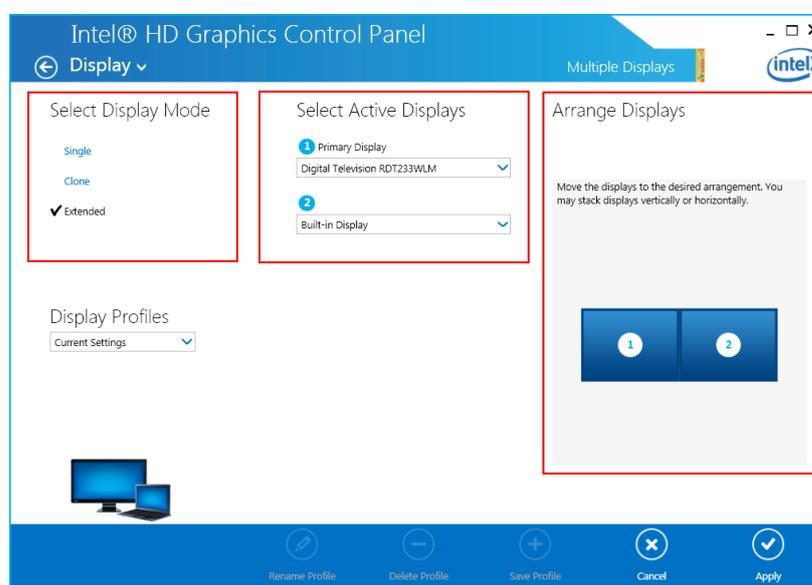 Intel® HD Graphics Control Panel
Display
Multiple Displays
intel
Select Display Mode
Single
Clone
Extended
Select Active Displays
1 Primary Display
Digital Television RDT233WLM
2
Built-in Display
Arrange Displays
Move the displays to the desired arrangement. You
may stack displays vertically or horizontally.
1
2
Display Profiles
Current Settings
Rename Profile
Delete Profile
Save Profile
Cancel
Apply